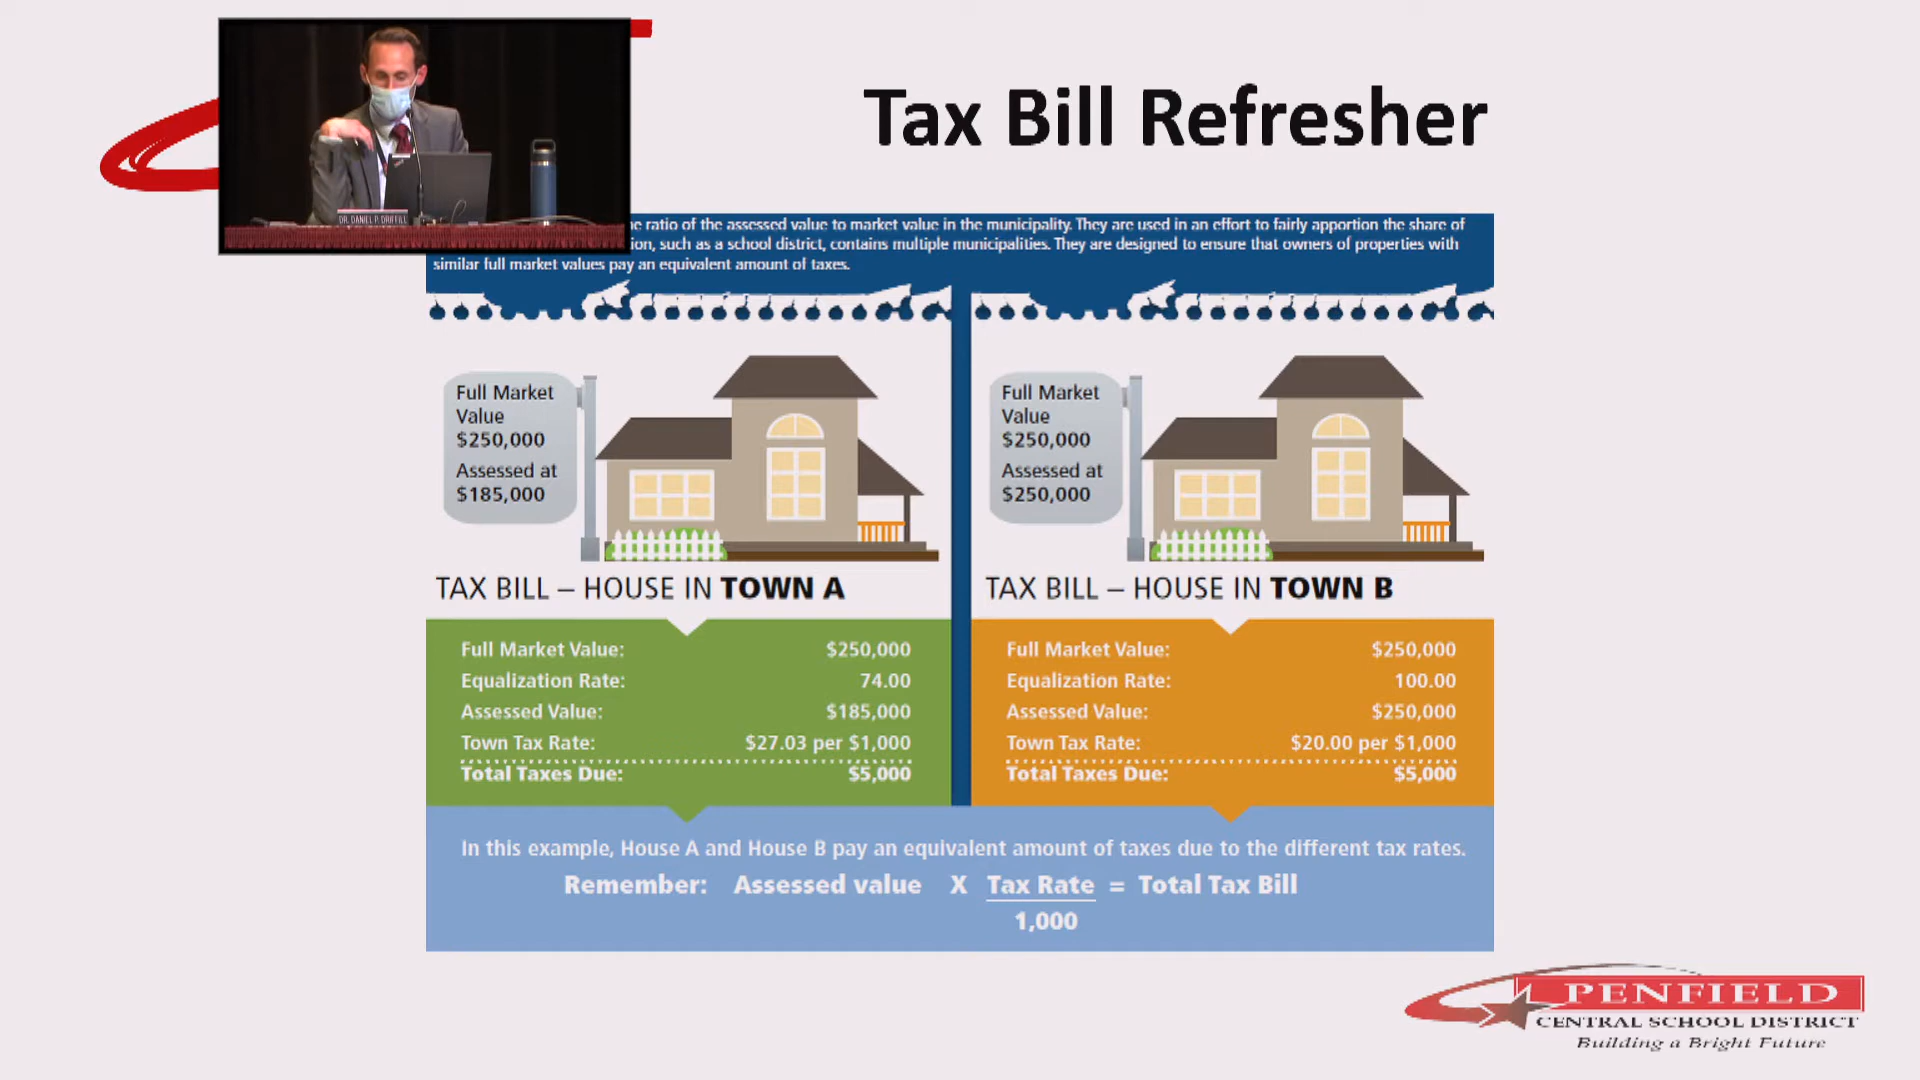 Tax Bill Refresher
DR. DANIEL P. DRIFFILL
ratio of the assessed value to market value in the municipality. They are used in an effort to fairly apportion the share of
such as a school district, contains multiple municipalities. They are designed to ensure that owners of properties with
similar full market values pay an equivalent amount of taxes.
Full Market
Value
$250,000
Assessed at
$185,000
Full Market
Value
$250,000
Assessed at
$250,000
TAX BILL – HOUSE IN TOWN A
Full Market Value: $250,000
Equalization Rate: 74.00
Assessed Value: $185,000
Town Tax Rate: $27.03 per $1,000
Total Taxes Due: $5,000
TAX BILL – HOUSE IN TOWN B
Full Market Value: $250,000
Equalization Rate: 100.00
Assessed Value: $250,000
Town Tax Rate: $20.00 per $1,000
Total Taxes Due: $5,000
In this example, House A and House B pay an equivalent amount of taxes due to the different tax rates.
Remember: Assessed value X Tax Rate = Total Tax Bill
1,000
PENFIELD
CENTRAL SCHOOL DISTRICT
Building a Bright Future